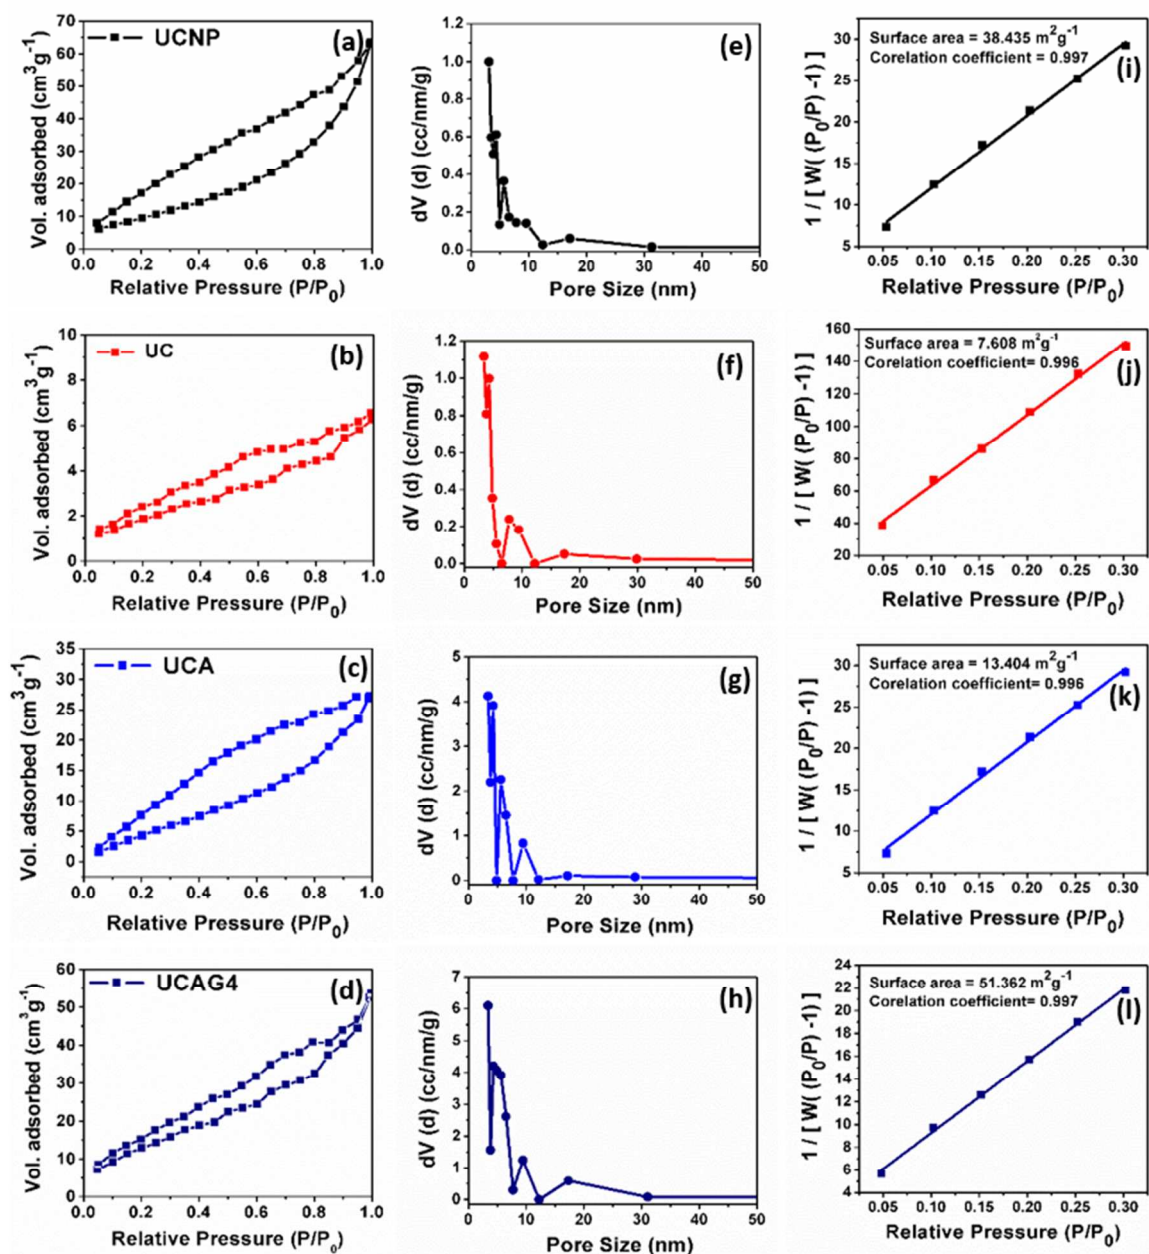 UCNP
(a)
70
60
50
40
30
20
10
0
Vol. adsorbed (cm³g⁻¹)
0.0 0.2 0.4 0.6 0.8 1.0
Relative Pressure (P/P₀)
(e)
1.2
1.0
0.8
0.6
0.4
0.2
0.0
dV (d) (cc/nm/g)
0 10 20 30 40 50
Pore Size (nm)
Surface area = 38.435 m²g⁻¹
Corelation coefficient = 0.997
(i)
30
25
20
15
10
5
1 / [ W( (P₀/P) -1) ]
0.05 0.10 0.15 0.20 0.25 0.30
Relative Pressure (P/P₀)
UC
(b)
10
8
6
4
2
0
Vol. adsorbed (cm³g⁻¹)
0.0 0.2 0.4 0.6 0.8 1.0
Relative Pressure (P/P₀)
(f)
1.2
1.0
0.8
0.6
0.4
0.2
0.0
dV (d) (cc/nm/g)
0 10 20 30 40 50
Pore Size (nm)
Surface area = 7.608 m²g⁻¹
Corelation coefficient= 0.996
(j)
160
140
120
100
80
60
40
20
1 / [ W( (P₀/P) -1) ]
0.05 0.10 0.15 0.20 0.25 0.30
Relative Pressure (P/P₀)
UCA
(c)
35
30
25
20
15
10
5
0
Vol. adsorbed (cm³g⁻¹)
0.0 0.2 0.4 0.6 0.8 1.0
Relative Pressure (P/P₀)
(g)
5
4
3
2
1
0
dV (d) (cc/nm/g)
0 10 20 30 40 50
Pore Size (nm)
Surface area = 13.404 m²g⁻¹
Corelation coefficient= 0.996
(k)
30
25
20
15
10
5
1 / [ W( (P₀/P) -1) ]
0.05 0.10 0.15 0.20 0.25 0.30
Relative Pressure (P/P₀)
UCAG4
(d)
60
50
40
30
20
10
0
Vol. adsorbed (cm³g⁻¹)
0.0 0.2 0.4 0.6 0.8 1.0
Relative Pressure (P/P₀)
(h)
7
6
5
4
3
2
1
0
dV (d) (cc/nm/g)
0 10 20 30 40 50
Pore Size (nm)
Surface area = 51.362 m²g⁻¹
Corelation coefficient= 0.997
(l)
24
22
20
18
16
14
12
10
8
6
4
1 / [ W( (P₀/P) -1) ]
0.05 0.10 0.15 0.20 0.25 0.30
Relative Pressure (P/P₀)